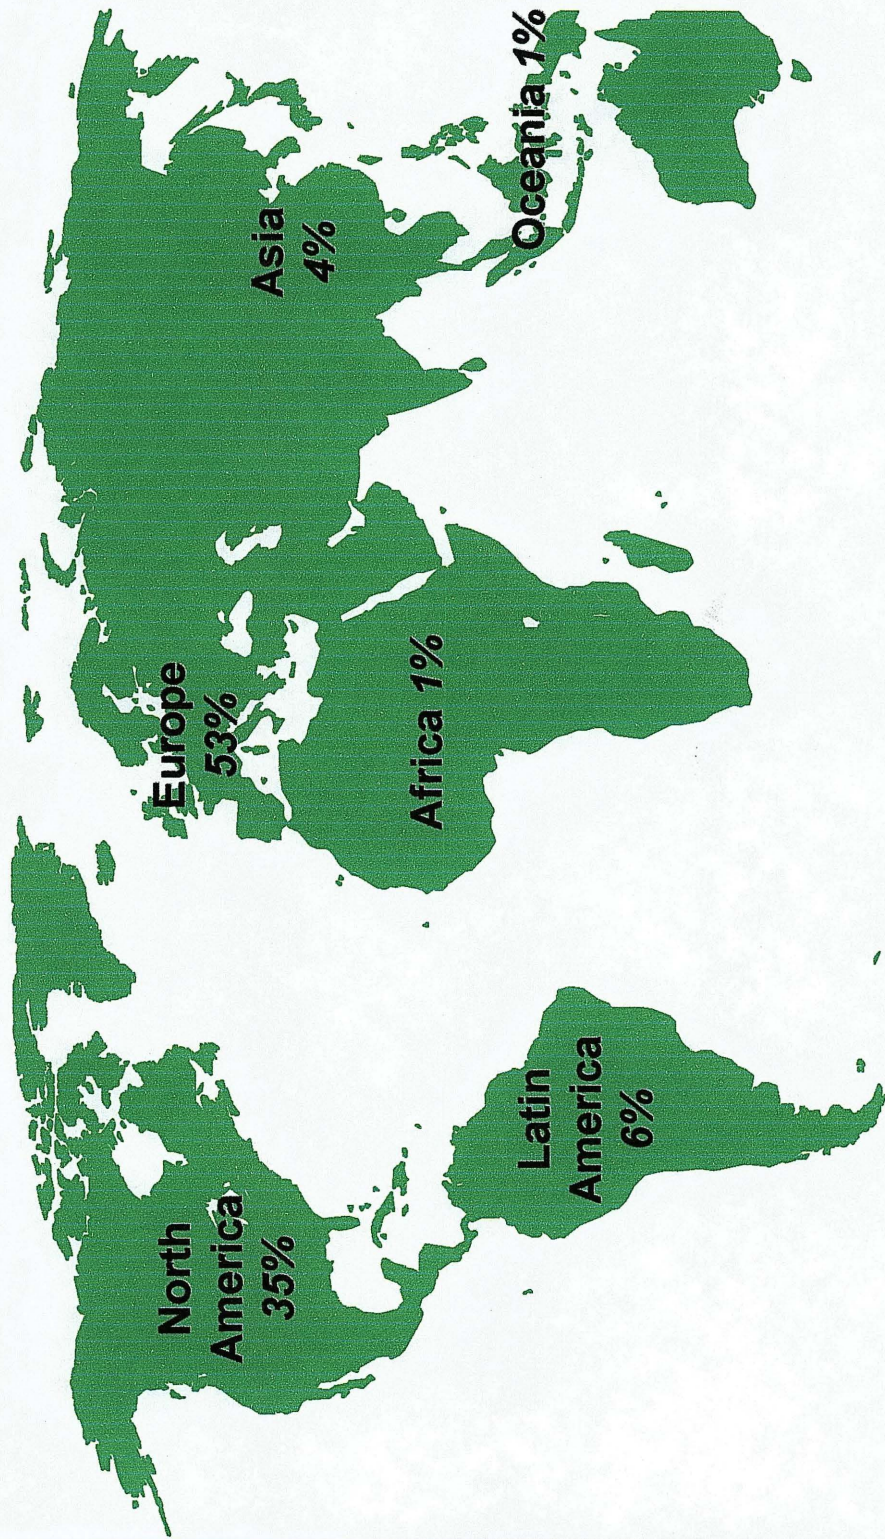 North
America
35%
Latin
America
6%
Europe
53%
Africa 1%
Asia
4%
Oceania 1%